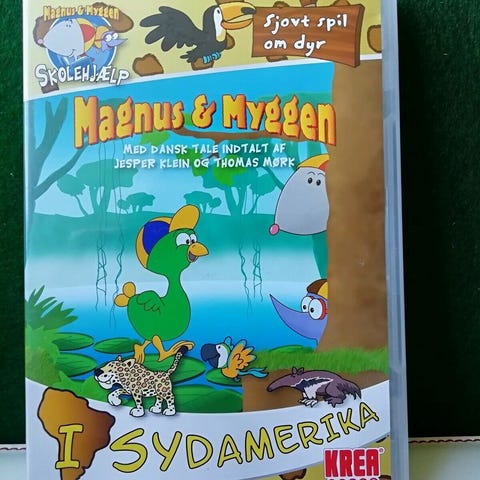 Magnus & Myggen
SKOLEHJÆLP
Sjovt spil
om dyr
Magnus & Myggen
MED DANSK TALE INDTALT AF
JESPER KLEIN OG THOMAS MØRK
I SYDAMERIKA
KREA